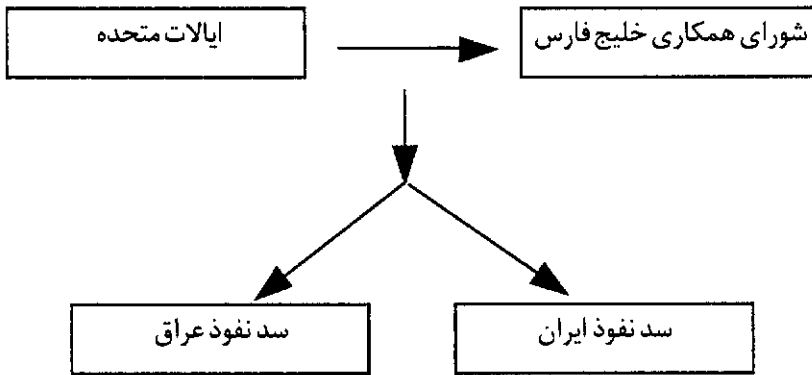 ایالات متحده
شورای همکاری خلیج فارس
سد نفوذ عراق
سد نفوذ ایران